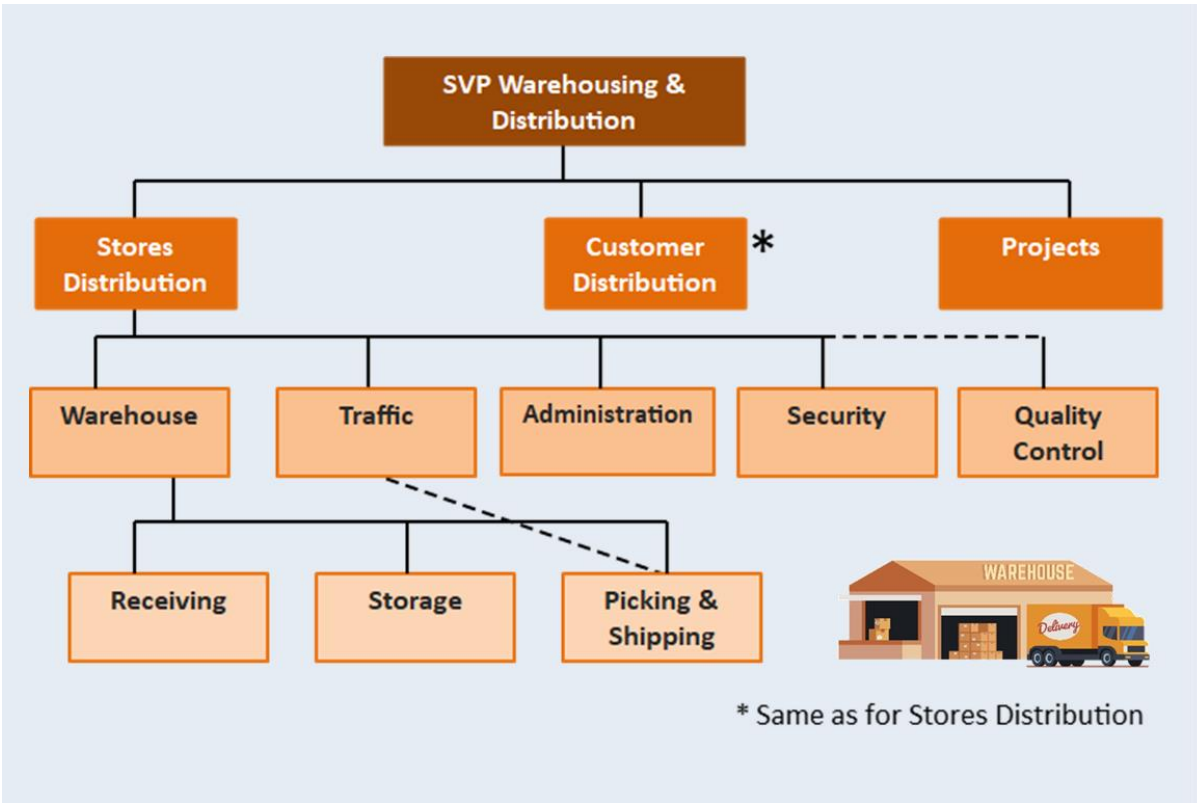 SVP Warehousing &
Distribution
Stores
Distribution
Customer
Distribution
*
Projects
Warehouse
Traffic
Administration
Security
Quality
Control
Receiving
Storage
Picking &
Shipping
WAREHOUSE
Delivery
* Same as for Stores Distribution